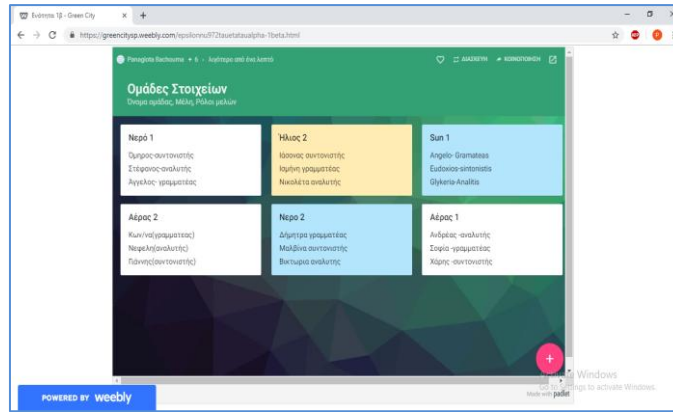 Ενότητα 1β - Green City
https://greencitysp.weebly.com/epsilonnu972tauetataualpha-1beta.html
Panagiota Bachouma + 6 • λιγότερο από ένα λεπτό
ΔΙΑΣΚΕΥΗ
ΚΟΙΝΟΠΟΙΗΣΗ
Ομάδες Στοιχείων
Όνομα ομάδας, Μέλη, Ρόλοι μελών
Νερό 1
Όμηρος-συντονιστής
Στέφανος-αναλυτής
Άγγελος- γραμματέας
Ήλιος 2
Ιάσονας συντονιστής
Ισμήνη γραμματέας
Νικολέτα αναλυτής
Sun 1
Angelo- Gramateas
Eudoxios-sintonistis
Glykeria-Analitis
Αέρας 2
Κων/να(γραμματεας)
Νεφελη(αναλυτής)
Γιάννης(συντονιστής)
Νερο 2
Δήμητρα γραμματέας
Μαλβίνα συντονιστής
Βικτωρια αναλυτης
Αέρας 1
Ανδρέας -αναλυτής
Σοφία -γραμματέας
Χάρης -συντονιστής
Windows
Go to Settings to activate Windows.
POWERED BY weebly
Made with padlet